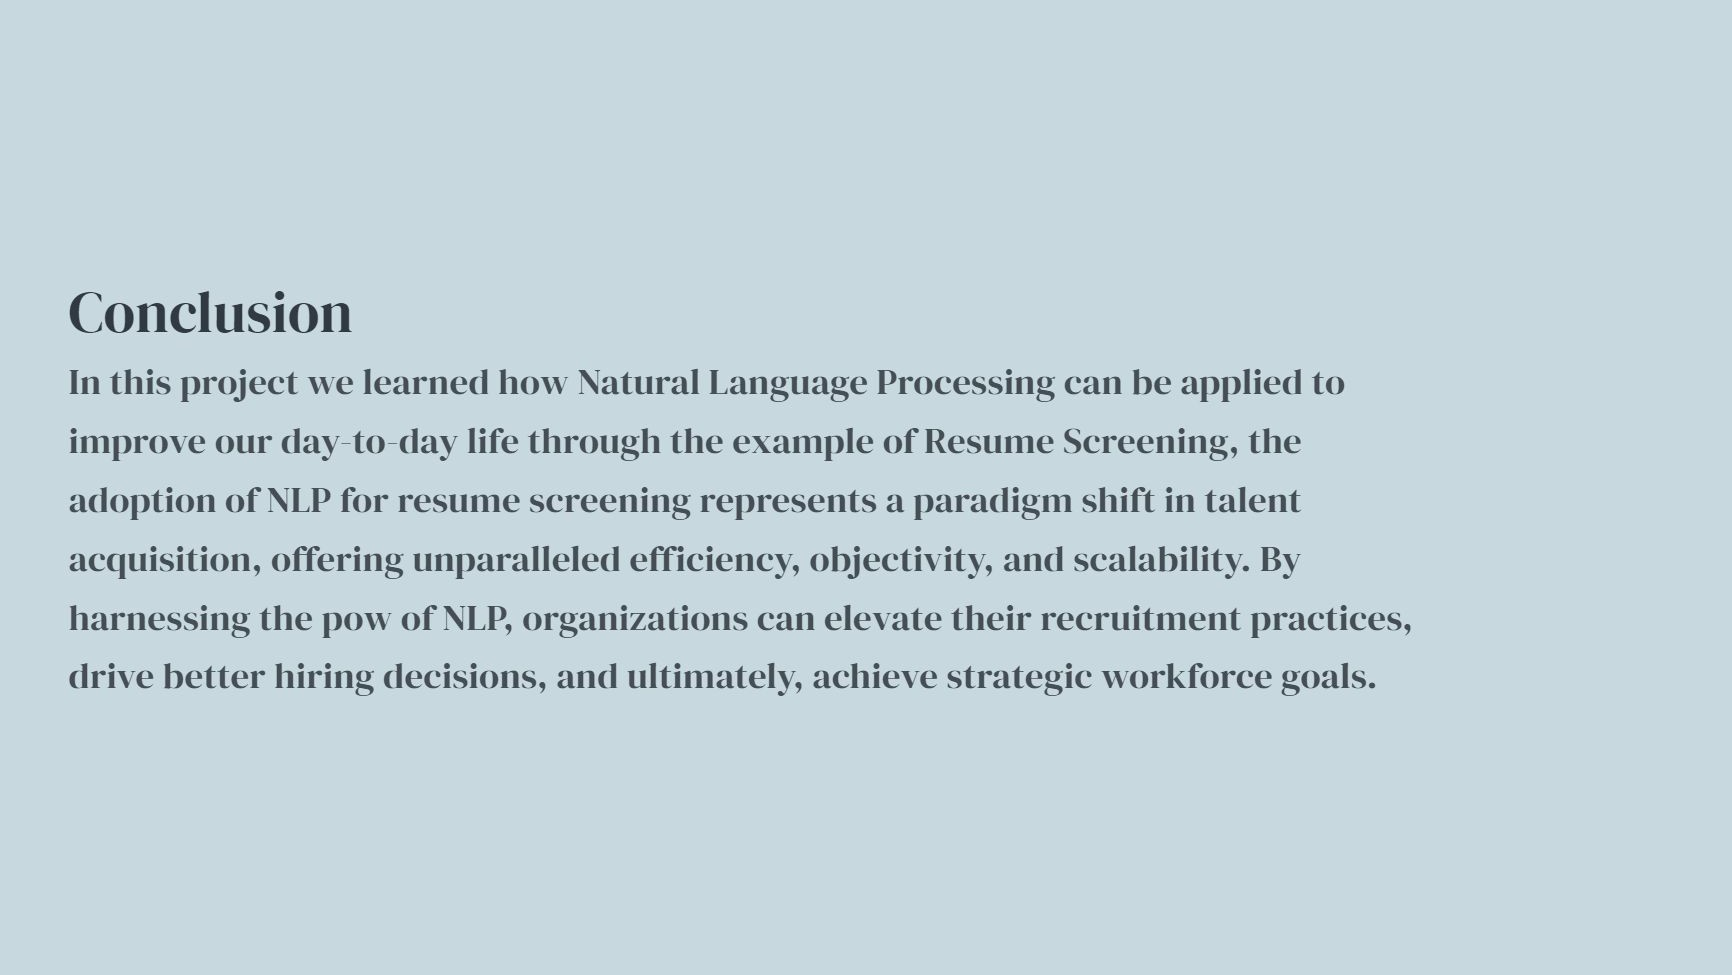 Conclusion
In this project we learned how Natural Language Processing can be applied to
improve our day-to-day life through the example of Resume Screening, the
adoption of NLP for resume screening represents a paradigm shift in talent
acquisition, offering unparalleled efficiency, objectivity, and scalability. By
harnessing the pow of NLP, organizations can elevate their recruitment practices,
drive better hiring decisions, and ultimately, achieve strategic workforce goals.